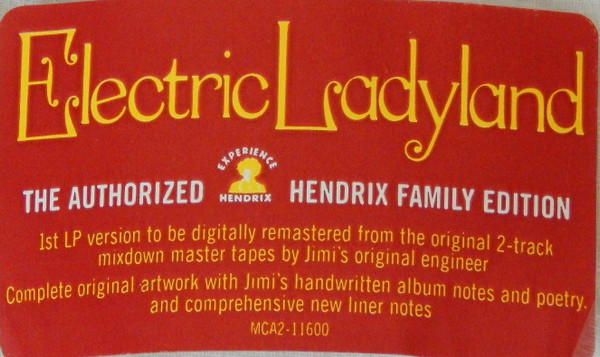 Electric Ladyland
EXPERIENCE
HENDRIX
THE AUTHORIZED HENDRIX FAMILY EDITION
1st LP version to be digitally remastered from the original 2-track
mixdown master tapes by Jimi's original engineer
Complete original artwork with Jimi's handwritten album notes and poetry.
and comprehensive new liner notes
MCA2-11600